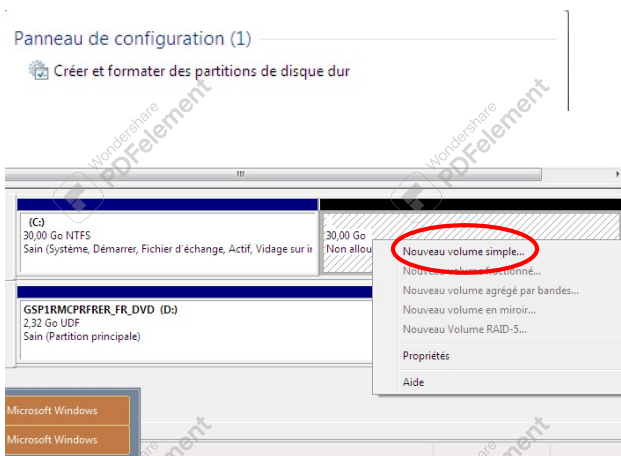 Panneau de configuration (1)
Créer et formater des partitions de disque dur
Wondershare
PDFelement
Wondershare
PDFelement
(C:)
30,00 Go NTFS
Sain (Système, Démarrer, Fichier d'échange, Actif, Vidage sur
30,00 Go
Non allou
Nouveau volume simple...
Nouveau volume fractionné...
Nouveau volume agrégé par bandes...
Nouveau volume en miroir...
Nouveau Volume RAID-5...
Propriétés
Aide
GSP1RMCPRFRER_FR_DVD (D:)
2,32 Go UDF
Sain (Partition principale)
Microsoft Windows
Microsoft Windows